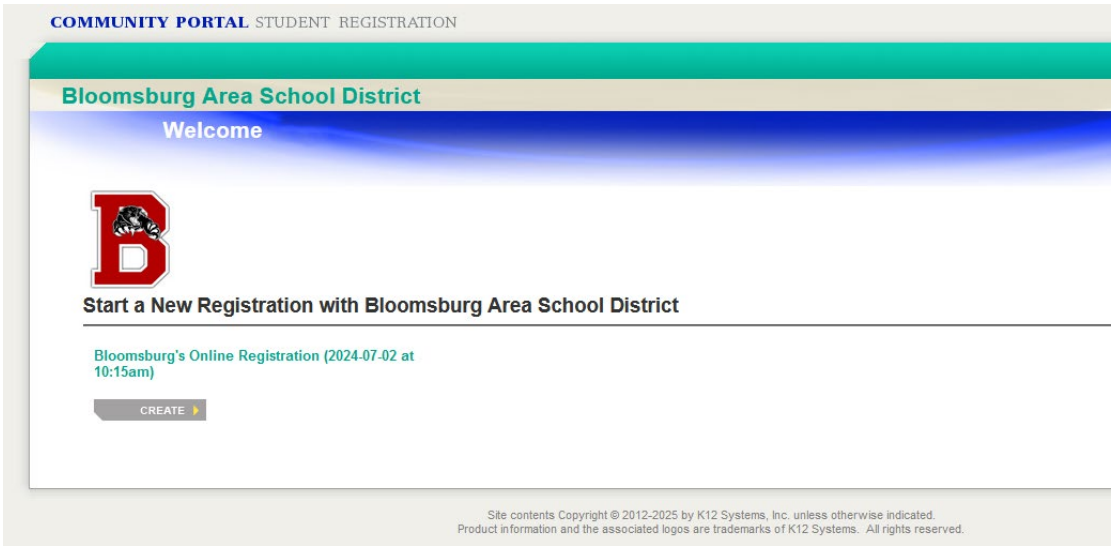 COMMUNITY PORTAL STUDENT REGISTRATION
Bloomsburg Area School District
Welcome
B
Start a New Registration with Bloomsburg Area School District
Bloomsburg's Online Registration (2024-07-02 at
10:15am)
CREATE
Site contents Copyright © 2012-2025 by K12 Systems, Inc. unless otherwise indicated.
Product information and the associated logos are trademarks of K12 Systems. All rights reserved.